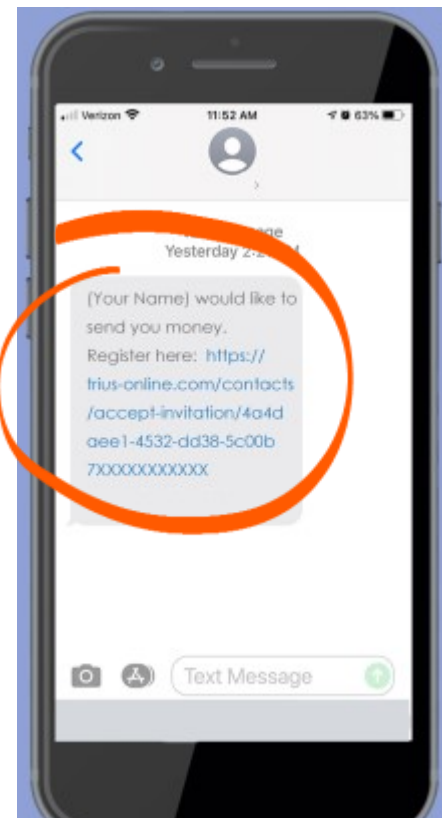 Verizon 11:52 AM 63%
Yesterday
(Your Name) would like to
send you money.
Register here: https://
trius-online.com/contacts
/accept-invitation/4a4d
aee1-4532-dd38-5c00b
7XXXXXXXXXXX
Text Message